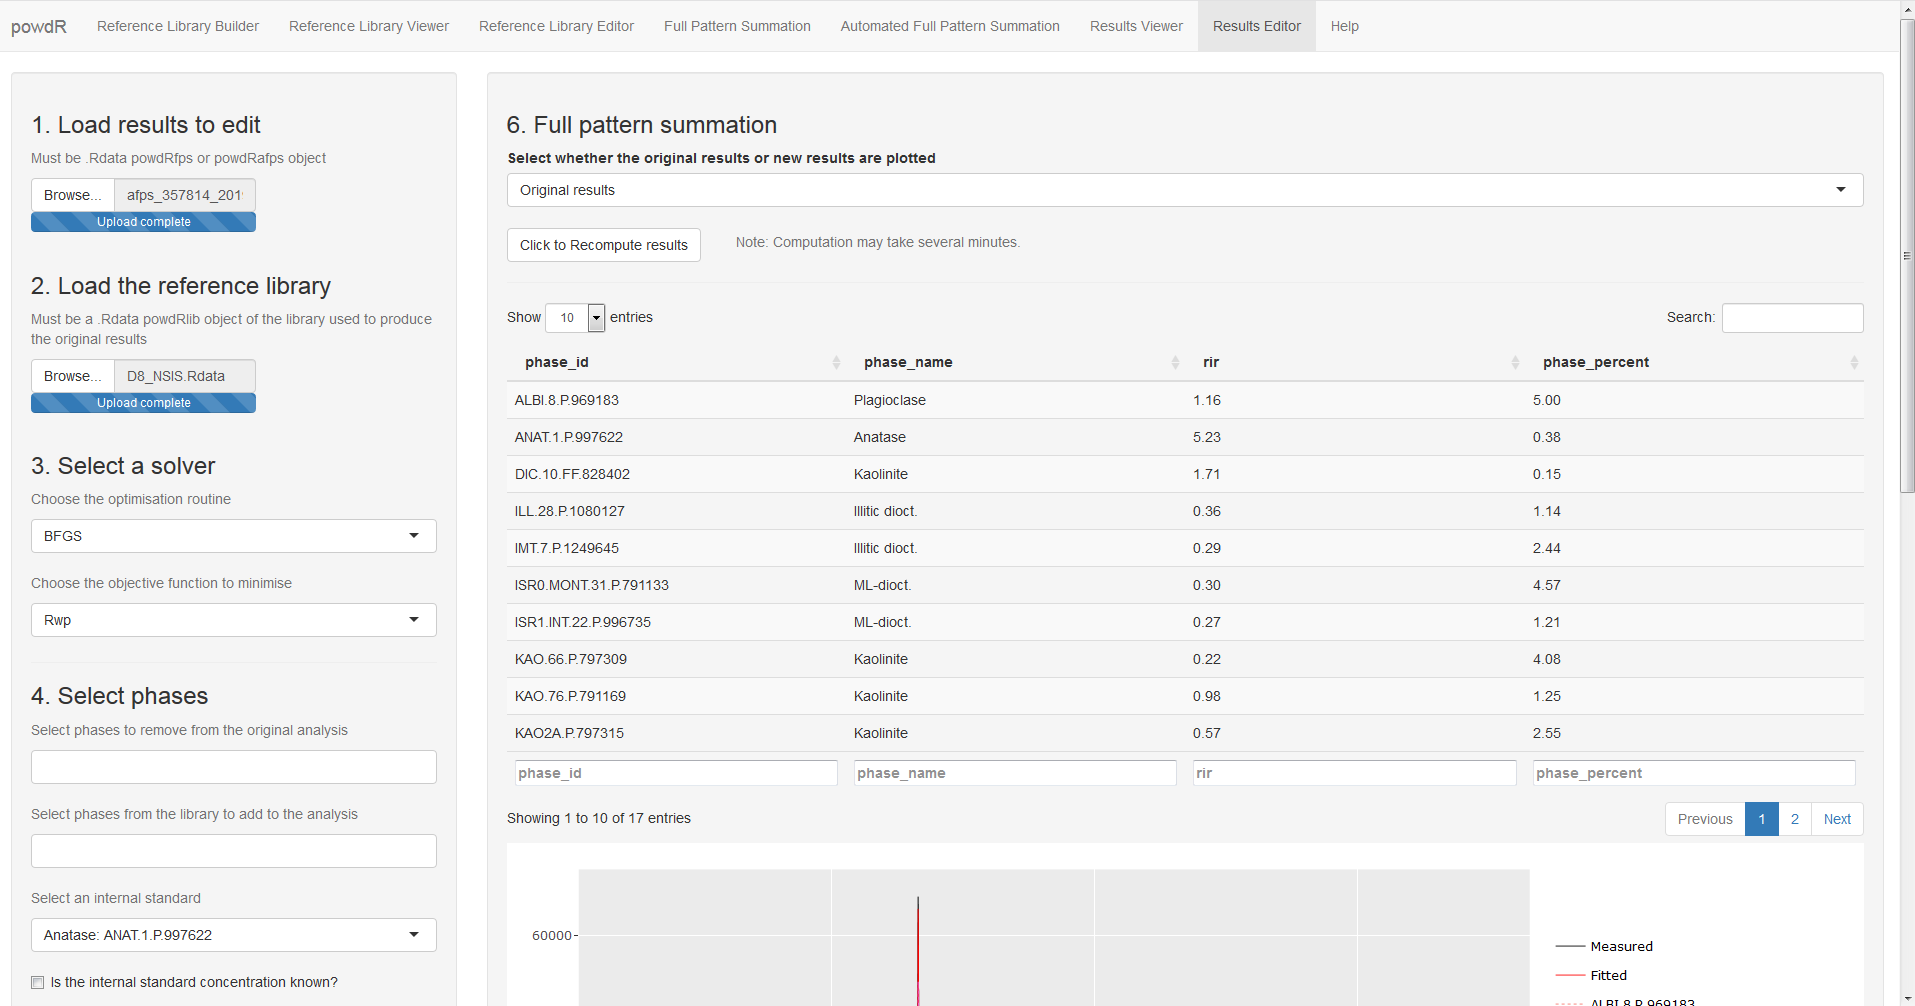 powdR Reference Library Builder Reference Library Viewer Reference Library Editor Full Pattern Summation Automated Full Pattern Summation Results Viewer Results Editor Help
1. Load results to edit
Must be .Rdata powdRfps or powdRafps object
Browse... afps_357814_201
Upload complete
2. Load the reference library
Must be a .Rdata powdRlib object of the library used to produce
the original results
Browse... D8_NSIS.Rdata
Upload complete
3. Select a solver
Choose the optimisation routine
BFGS
Choose the objective function to minimise
Rwp
4. Select phases
Select phases to remove from the original analysis
Select phases from the library to add to the analysis
Select an internal standard
Anatase: ANAT.1.P.997622
Is the internal standard concentration known?
6. Full pattern summation
Select whether the original results or new results are plotted
Original results
Click to Recompute results Note: Computation may take several minutes.
Show 10 entries Search:
phase_id phase_name rir phase_percent
ALBI.8.P.969183 Plagioclase 1.16 5.00
ANAT.1.P.997622 Anatase 5.23 0.38
DIC.10.FF.828402 Kaolinite 1.71 0.15
ILL.28.P.1080127 Illitic dioct. 0.36 1.14
IMT.7.P.1249645 Illitic dioct. 0.29 2.44
ISR0.MONT.31.P.791133 ML-dioct. 0.30 4.57
ISR1.INT.22.P.996735 ML-dioct. 0.27 1.21
KAO.66.P.797309 Kaolinite 0.22 4.08
KAO.76.P.791169 Kaolinite 0.98 1.25
KAO2A.P.797315 Kaolinite 0.57 2.55
phase_id phase_name rir phase_percent
Showing 1 to 10 of 17 entries Previous 1 2 Next
60000
Measured
Fitted
ALBI.8.P.969183